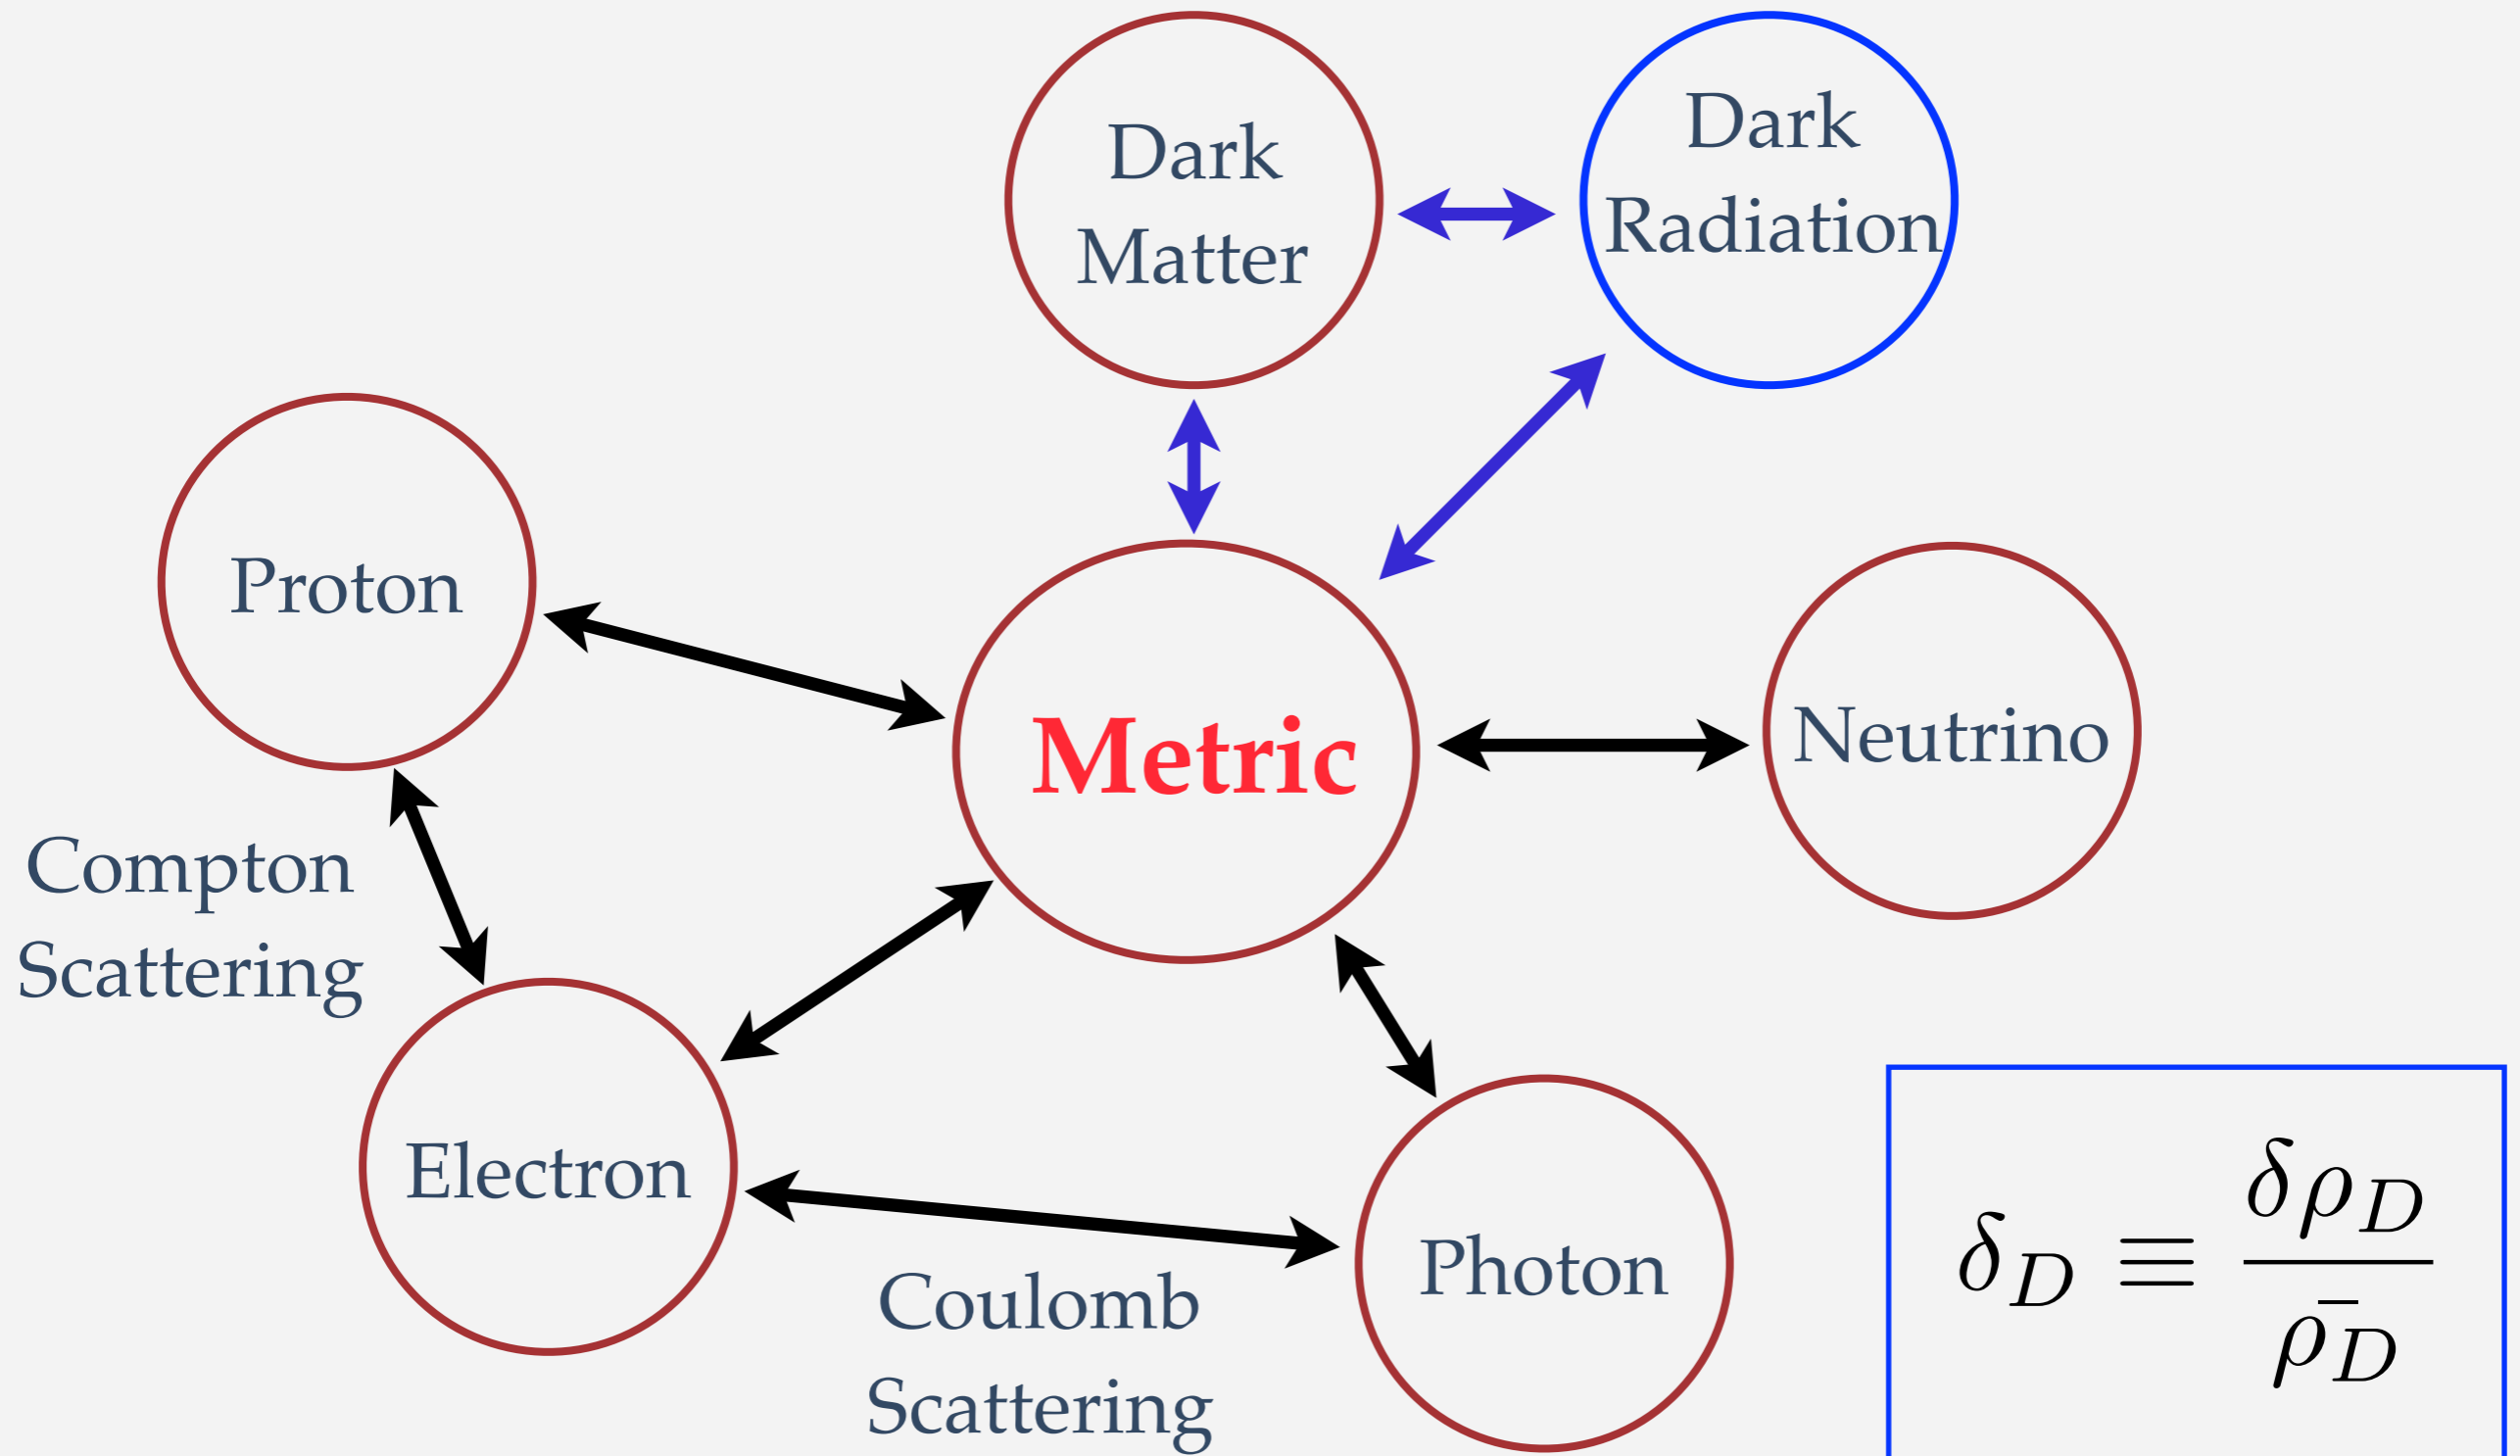 Dark
Matter
Dark
Radiation
Proton
Metric
Neutrino
Compton
Scattering
Electron
Photon
Coulomb
Scattering
δ_D ≡ δρ_D / ρ̄_D